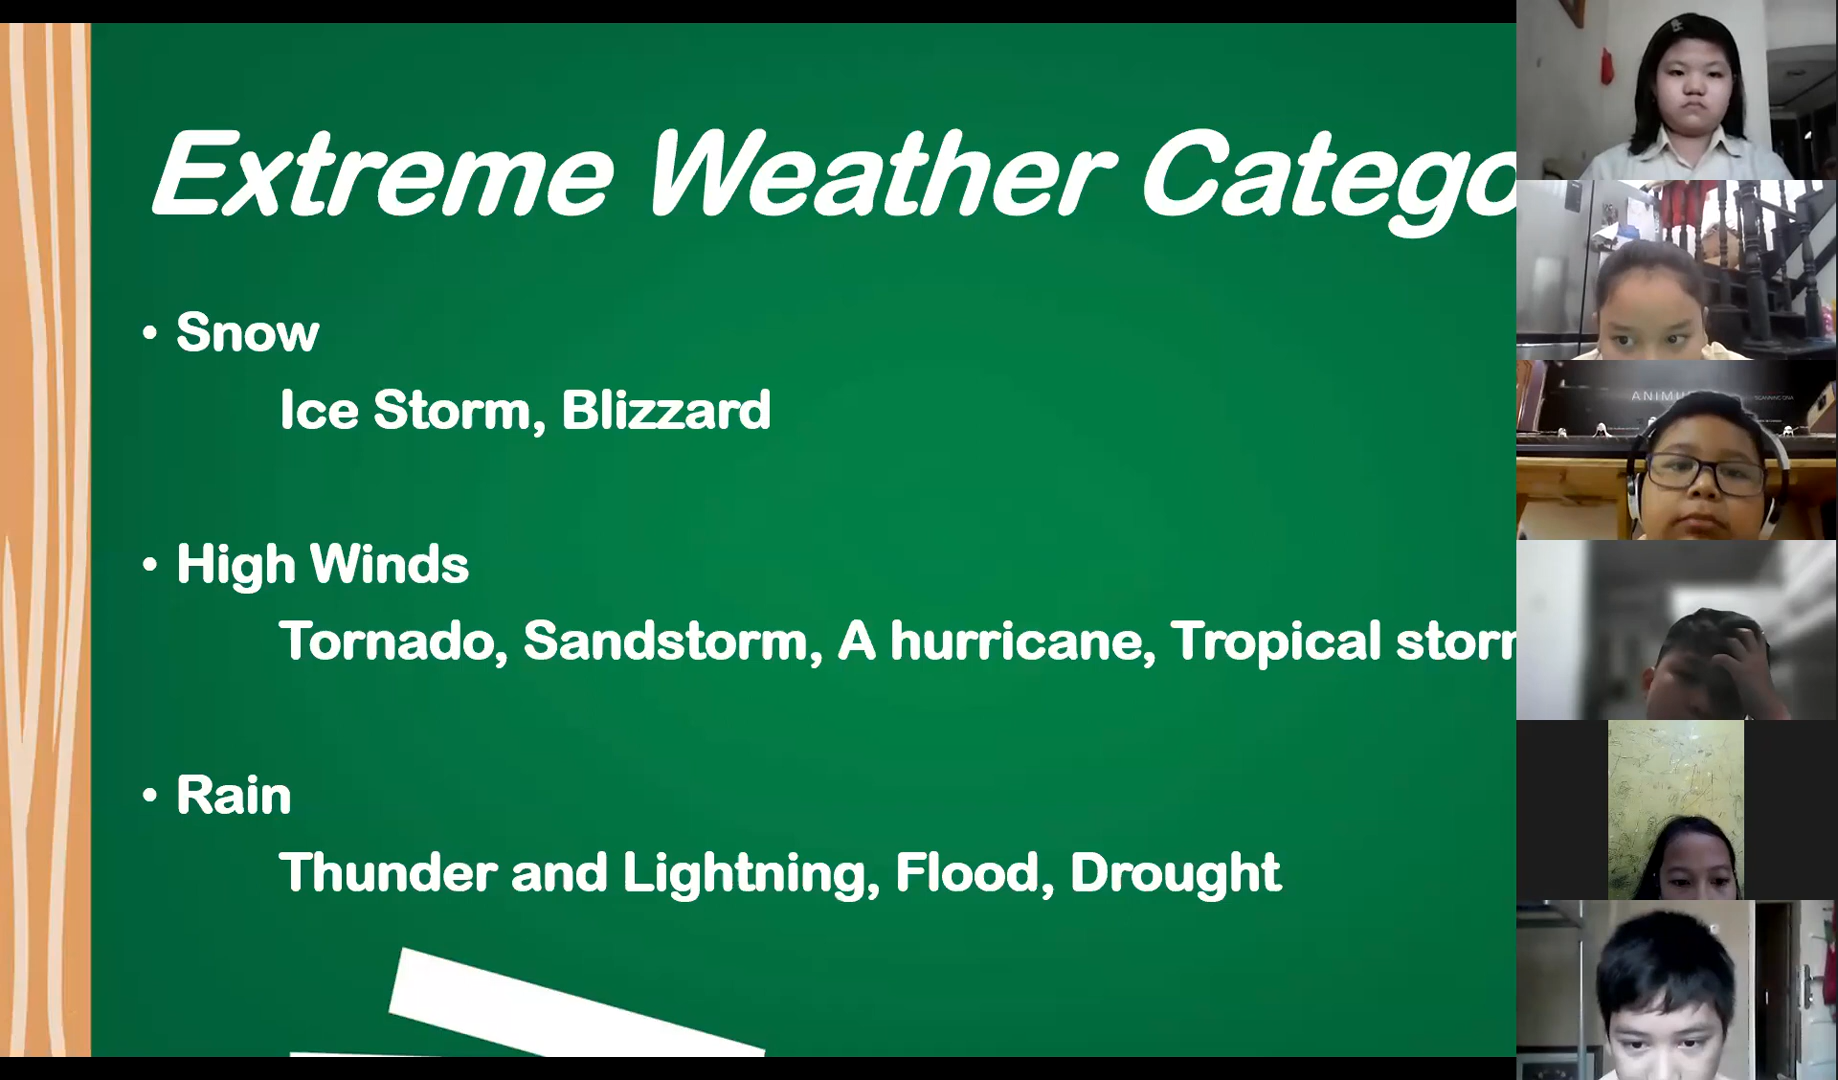 Extreme Weather Catego
• Snow
Ice Storm, Blizzard
• High Winds
Tornado, Sandstorm, A hurricane, Tropical stor
• Rain
Thunder and Lightning, Flood, Drought